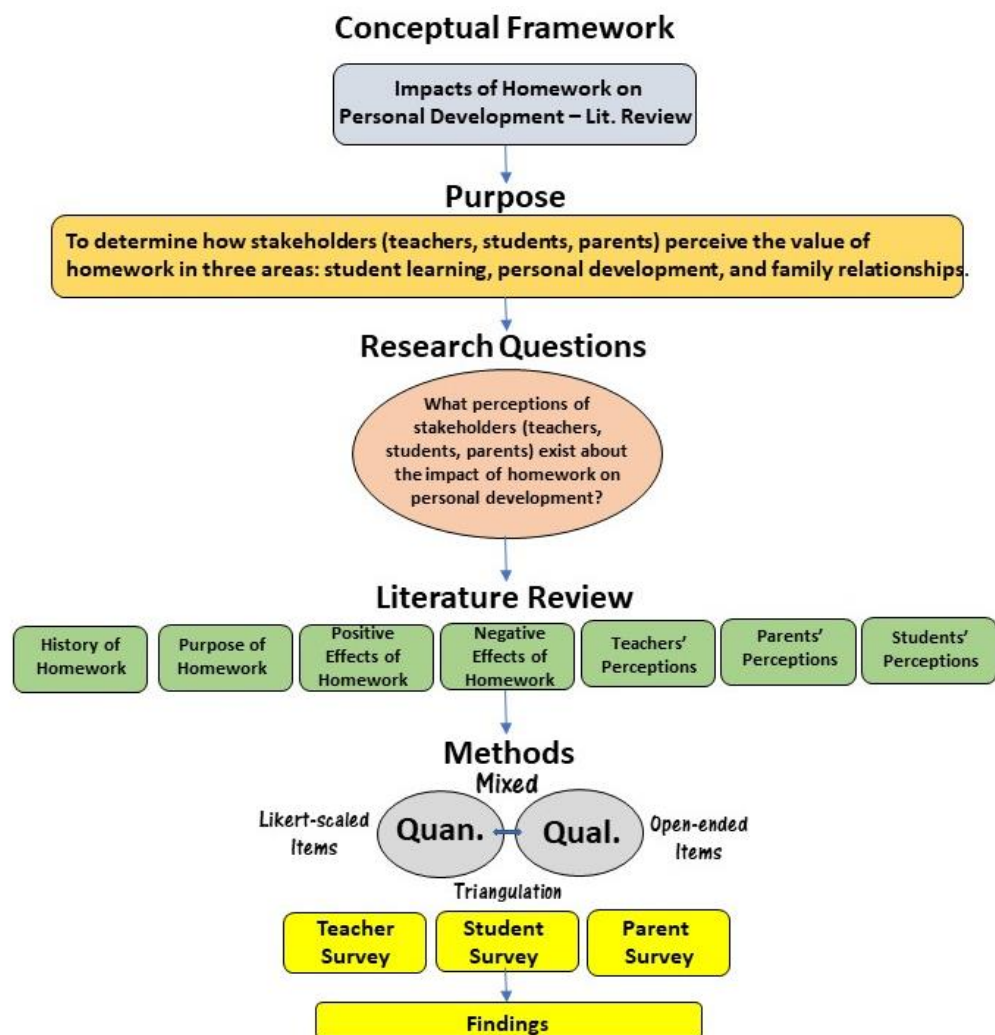 Conceptual Framework
Impacts of Homework on
Personal Development – Lit. Review
Purpose
To determine how stakeholders (teachers, students, parents) perceive the value of
homework in three areas: student learning, personal development, and family relationships.
Research Questions
What perceptions of
stakeholders (teachers,
students, parents) exist about
the impact of homework on
personal development?
Literature Review
History of
Homework
Purpose of
Homework
Positive
Effects of
Homework
Negative
Effects of
Homework
Teachers’
Perceptions
Parents’
Perceptions
Students’
Perceptions
Methods
Mixed
Likert-scaled
Items
Quan.
Qual.
Open-ended
Items
Triangulation
Teacher
Survey
Student
Survey
Parent
Survey
Findings